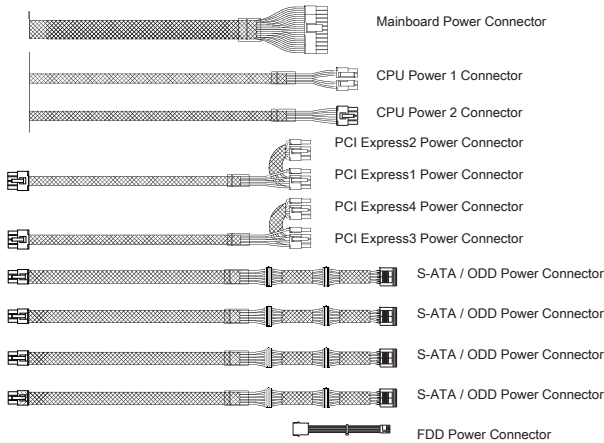 Mainboard Power Connector
CPU Power 1 Connector
CPU Power 2 Connector
PCI Express2 Power Connector
PCI Express1 Power Connector
PCI Express4 Power Connector
PCI Express3 Power Connector
S-ATA / ODD Power Connector
S-ATA / ODD Power Connector
S-ATA / ODD Power Connector
S-ATA / ODD Power Connector
FDD Power Connector